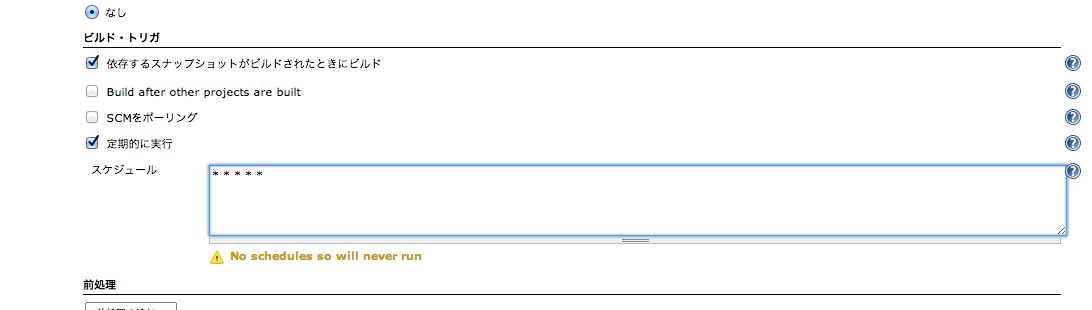 なし
ビルド・トリガ
依存するスナップショットがビルドされたときにビルド
Build after other projects are built
SCMをポーリング
定期的に実行
スケジュール
* * * * *
No schedules so will never run
前処理